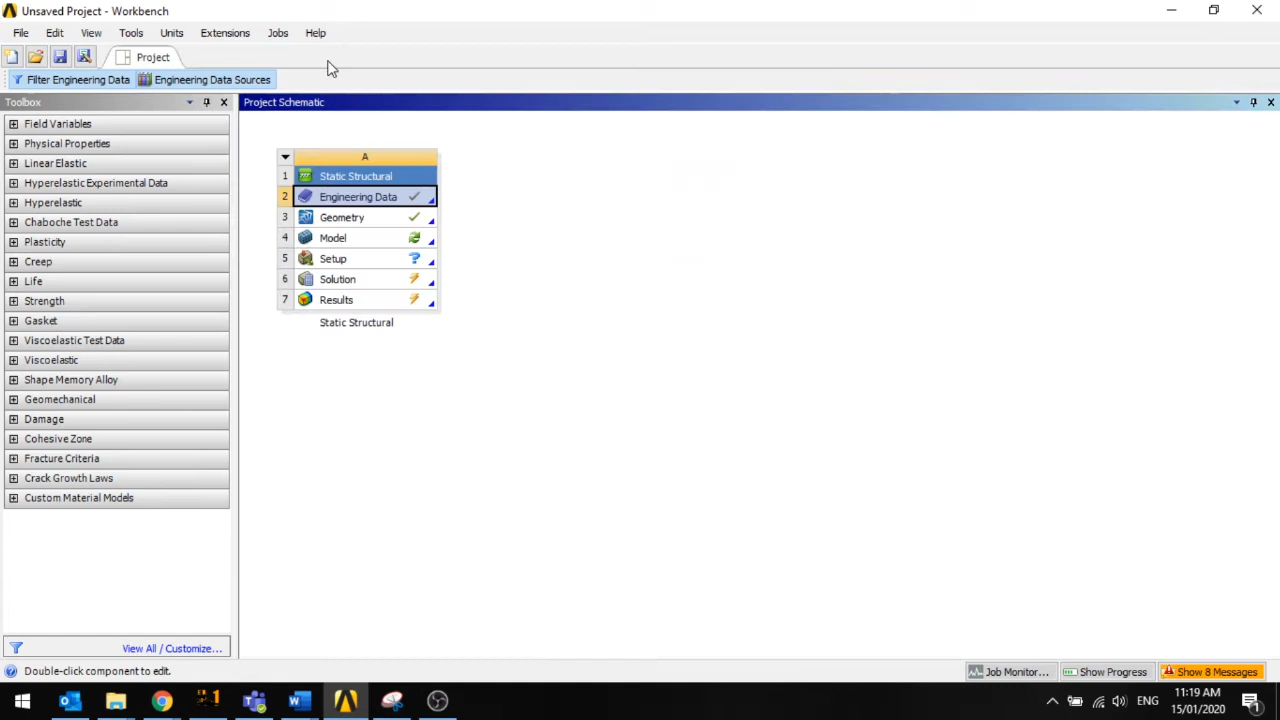 Unsaved Project - Workbench
File Edit View Tools Units Extensions Jobs Help
Project
Filter Engineering Data Engineering Data Sources
Toolbox
Field Variables
Physical Properties
Linear Elastic
Hyperelastic Experimental Data
Hyperelastic
Chaboche Test Data
Plasticity
Creep
Life
Strength
Gasket
Viscoelastic Test Data
Viscoelastic
Shape Memory Alloy
Geomechanical
Damage
Cohesive Zone
Fracture Criteria
Crack Growth Laws
Custom Material Models
View All / Customize...
Project Schematic
A
1 Static Structural
2 Engineering Data
3 Geometry
4 Model
5 Setup ?
6 Solution
7 Results
Static Structural
Double-click component to edit.
Job Monitor... Show Progress Show 8 Messages
ENG
11:19 AM
15/01/2020
1